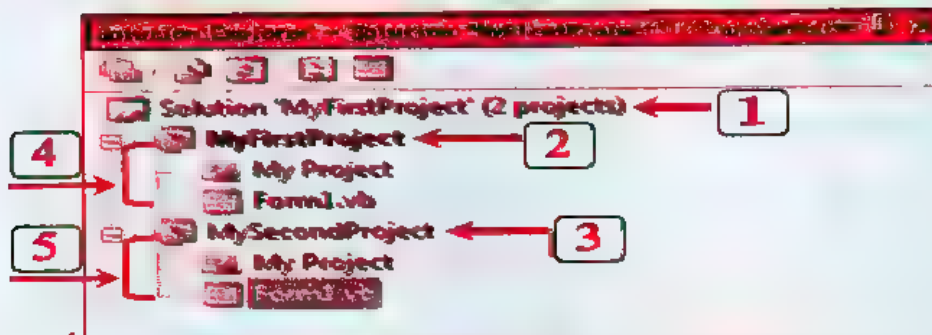 Solution 'MyFirstProject' (2 projects)
1
MyFirstProject
2
4
My Project
Form1.vb
MySecondProject
3
5
My Project